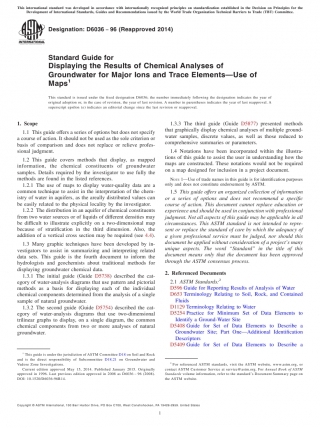 This international standard was developed in accordance with internationally recognized principles on standardization established in the Decision on Principles for the
Development of International Standards, Guides and Recommendations issued by the World Trade Organization Technical Barriers to Trade (TBT) Committee.
Designation: D6036 − 96 (Reapproved 2014)
Standard Guide for
Displaying the Results of Chemical Analyses of
Groundwater for Major Ions and Trace Elements—Use of
Maps1
This standard is issued under the fixed designation D6036; the number immediately following the designation indicates the year of
original adoption or, in the case of revision, the year of last revision. A number in parentheses indicates the year of last reapproval. A
superscript epsilon (ε) indicates an editorial change since the last revision or reapproval.
1. Scope
1.1 This guide offers a series of options but does not specify
a course of action. It should not be used as the sole criterion or
basis of comparison and does not replace or relieve profes-
sional judgment.
1.2 This guide covers methods that display, as mapped
information, the chemical constituents of groundwater
samples. Details required by the investigator to use fully the
methods are found in the listed references.
1.2.1 The use of maps to display water-quality data are a
common technique to assist in the interpretation of the chem-
istry of water in aquifers, as the areally distributed values can
be easily related to the physical locality by the investigator.
1.2.2 The distribution in an aquifer of chemical constituents
from two water sources or of liquids of different densities may
be difficult to illustrate explicitly on a two-dimensional map
because of stratification in the third dimension. Also, the
addition of a vertical cross section may be required (see 4.4).
1.3 Many graphic techniques have been developed by in-
vestigators to assist in summarizing and interpreting related
data sets. This guide is the fourth document to inform the
hydrologists and geochemists about traditional methods for
displaying groundwater chemical data.
1.3.1 The initial guide (Guide D5738) described the cat-
egory of water-analysis diagrams that use pattern and pictorial
methods as a basis for displaying each of the individual
chemical components determined from the analysis of a single
sample of natural groundwater.
1.3.2 The second guide (Guide D5754) described the cat-
egory of water-analysis diagrams that use two-dimensional
trilinear graphs to display, on a single diagram, the common
chemical components from two or more analyses of natural
groundwater.
1.3.3 The third guide (Guide D5877) presented methods
that graphically display chemical analyses of multiple ground-
water samples, discrete values, as well as those reduced to
comprehensive summaries or parameters.
1.4 Notations have been incorporated within the illustra-
tions of this guide to assist the user in understanding how the
maps are constructed. These notations would not be required
on a map designed for inclusion in a project document.
NOTE 1—Use of trade names in this guide is for identification purposes
only and does not constitute endorsement by ASTM.
1.5 This guide offers an organized collection of information
or a series of options and does not recommend a specific
course of action. This document cannot replace education or
experience and should be used in conjunction with professional
judgment. Not all aspects of this guide may be applicable in all
circumstances. This ASTM standard is not intended to repre-
sent or replace the standard of care by which the adequacy of
a given professional service must be judged, nor should this
document be applied without consideration of a project's many
unique aspects. The word "Standard" in the title of this
document means only that the document has been approved
through the ASTM consensus process.
2. Referenced Documents
2.1 ASTM Standards:2
D596 Guide for Reporting Results of Analysis of Water
D653 Terminology Relating to Soil, Rock, and Contained
Fluids
D1129 Terminology Relating to Water
D5254 Practice for Minimum Set of Data Elements to
Identify a Ground-Water Site
D5408 Guide for Set of Data Elements to Describe a
Groundwater Site; Part One—Additional Identification
Descriptors
D5409 Guide for Set of Data Elements to Describe a
1 This guide is under the jurisdiction of ASTM Committee D18 on Soil and Rock
and is the direct responsibility of Subcommittee D18.21 on Groundwater and
Vadose Zone Investigations.
Current edition approved May 15, 2014. Published January 2015. Originally
approved in 1996. Last previous edition approved in 2008 as D6036 – 96 (2008).
DOI: 10.1520/D6036-96R14.
2 For referenced ASTM standards, visit the ASTM website, www.astm.org, or
contact ASTM Customer Service at service@astm.org. For Annual Book of ASTM
Standards volume information, refer to the standard's Document Summary page on
the ASTM website.
Copyright © ASTM International, 100 Barr Harbor Drive, PO Box C700, West Conshohocken, PA 19428-2959. United States
1